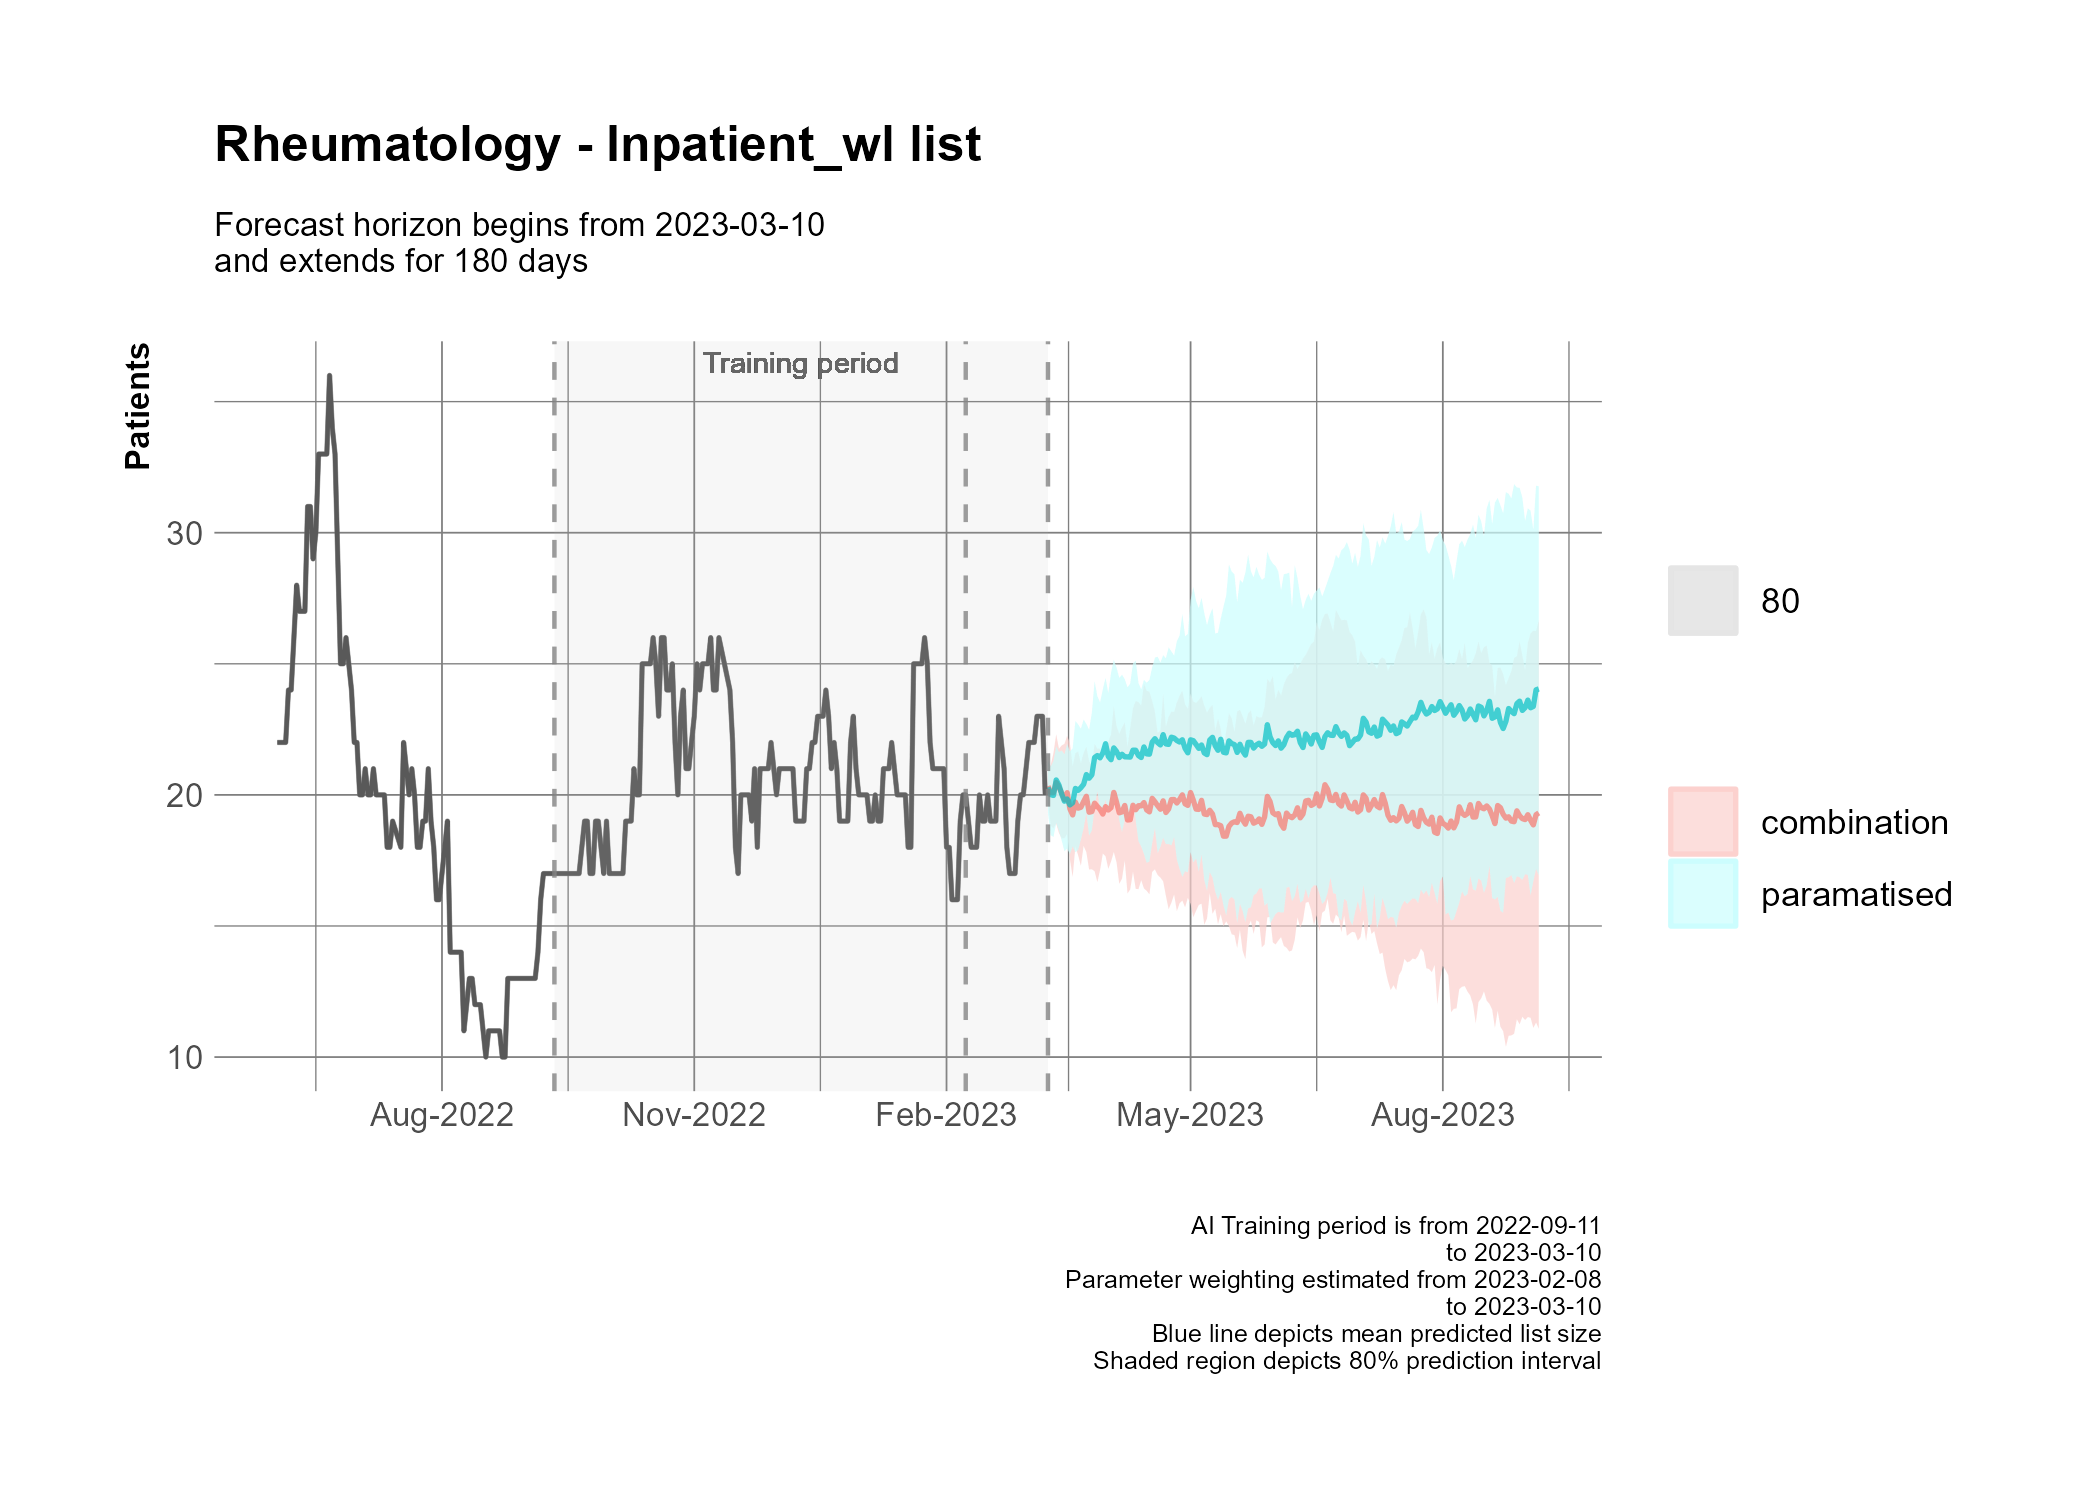 Rheumatology - Inpatient_wl list
Forecast horizon begins from 2023-03-10
and extends for 180 days
Patients
Training period
30
20
10
Aug-2022
Nov-2022
Feb-2023
May-2023
Aug-2023
80
combination
paramatised
AI Training period is from 2022-09-11
to 2023-03-10
Parameter weighting estimated from 2023-02-08
to 2023-03-10
Blue line depicts mean predicted list size
Shaded region depicts 80% prediction interval